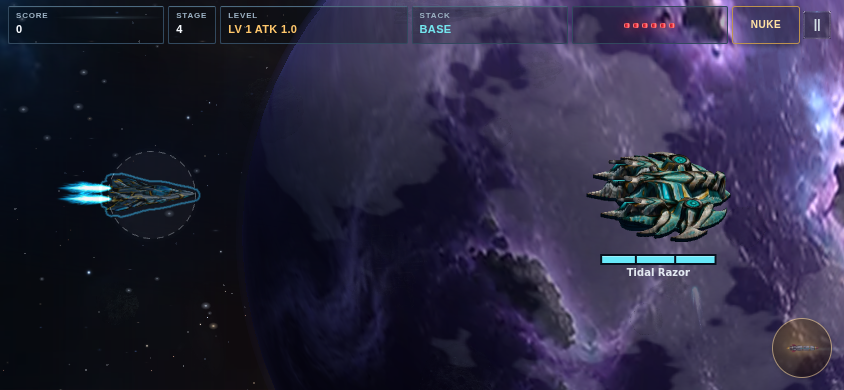 SCORE
0
STAGE
4
LEVEL
LV 1 ATK 1.0
STACK
BASE
NUKE
Tidal Razor